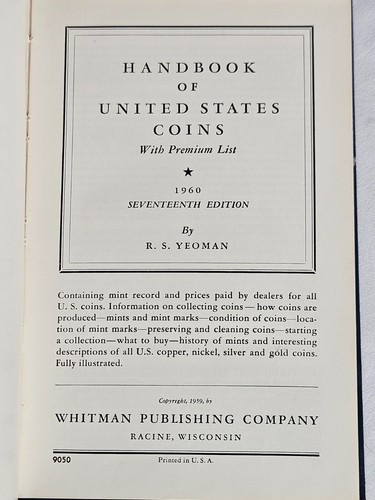 HANDBOOK
OF
UNITED STATES
COINS
With Premium List
★
1960
SEVENTEENTH EDITION
By
R. S. YEOMAN
Containing mint record and prices paid by dealers for all
U. S. coins. Information on collecting coins—how coins are
produced—mints and mint marks—condition of coins—loca-
tion of mint marks—preserving and cleaning coins—starting
a collection—what to buy—history of mints and interesting
descriptions of all U.S. copper, nickel, silver and gold coins.
Fully illustrated.
Copyright, 1959, by
WHITMAN PUBLISHING COMPANY
RACINE, WISCONSIN
9050 Printed in U. S. A.